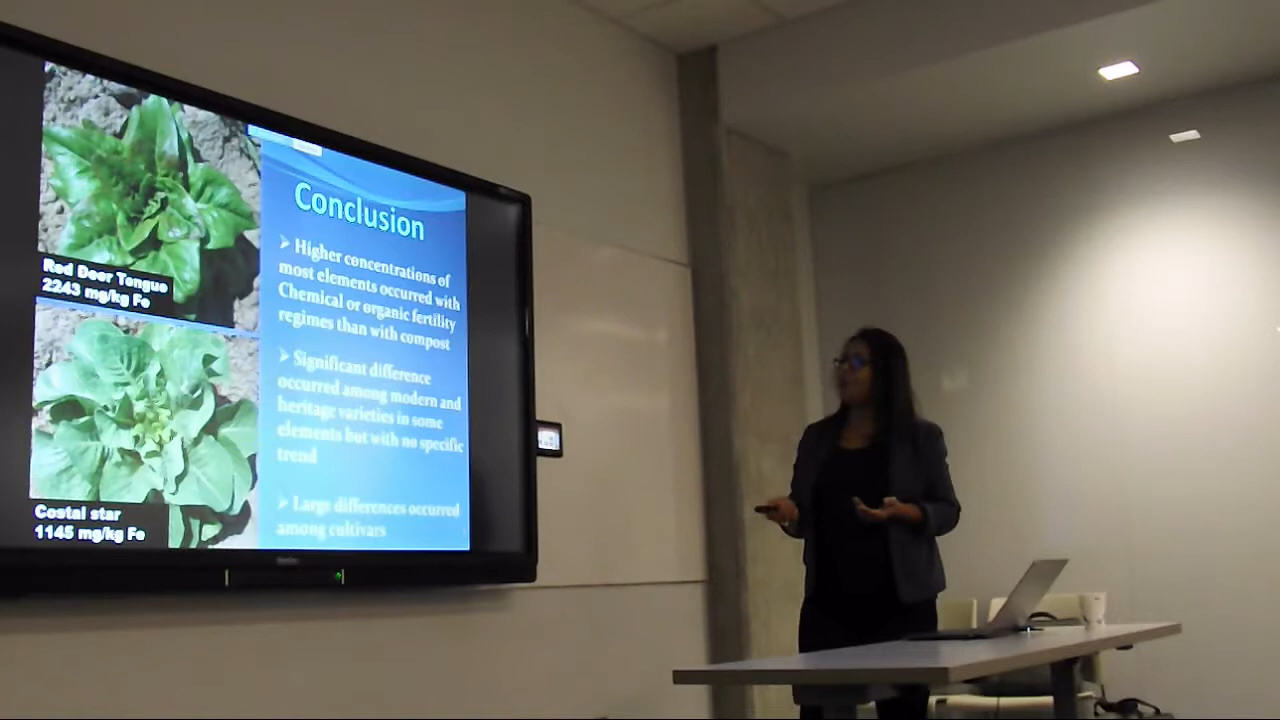 Red Deer Tongue
2243 mg/kg Fe
Costal star
1145 mg/kg Fe
Conclusion
➢ Higher concentrations of
most elements occurred with
Chemical or organic fertility
regimes than with compost
➢ Significant difference
occurred among modern and
heritage varieties in some
elements but with no specific
trend
➢ Large differences occurred
among cultivars